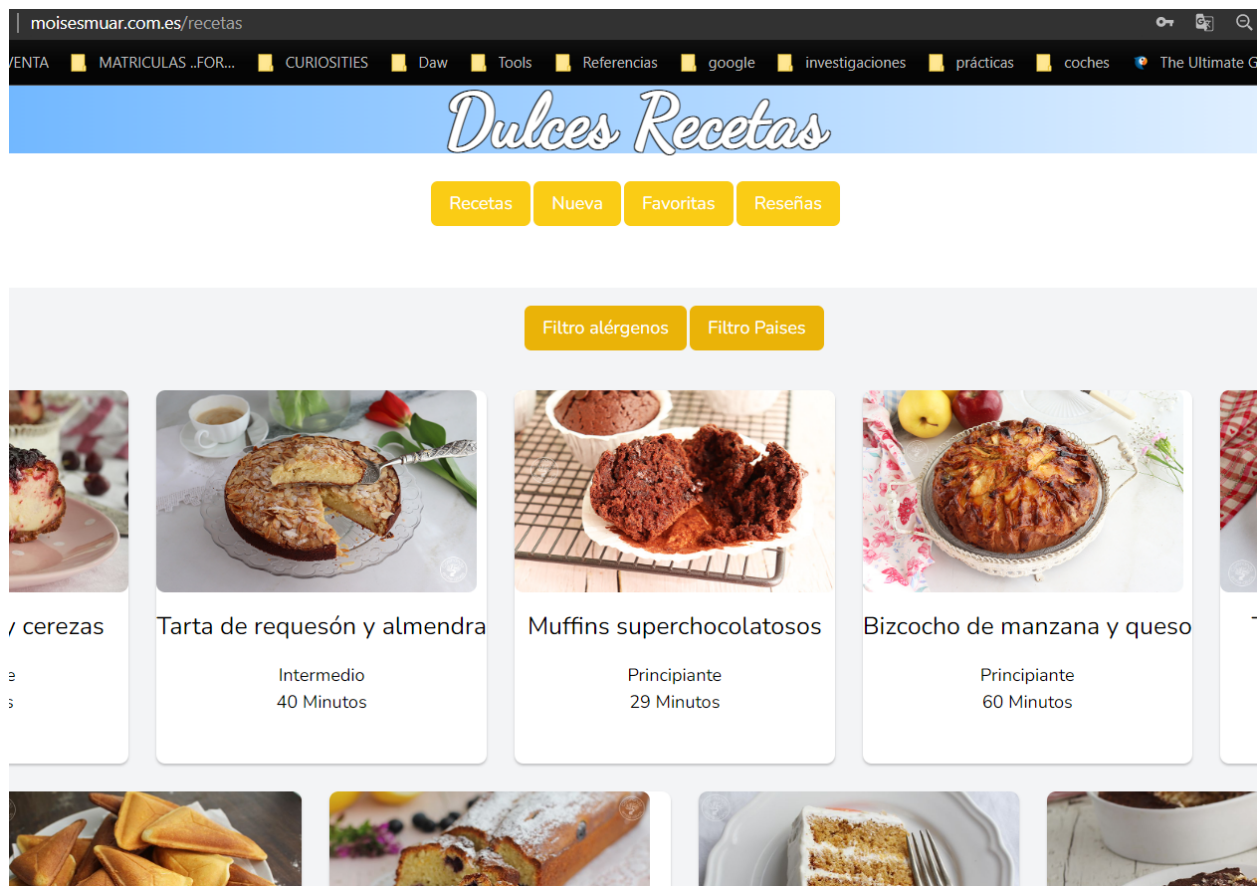 moisesmuar.com.es/recetas
/ENTA MATRICULAS ..FOR... CURIOSITIES Daw Tools Referencias google investigaciones prácticas coches The Ultimate G
Dulces Recetas
Recetas Nueva Favoritas Reseñas
Filtro alérgenos Filtro Paises
y cerezas Tarta de requesón y almendra Muffins superchocolatosos Bizcocho de manzana y queso
Intermedio Principiante Principiante
40 Minutos 29 Minutos 60 Minutos